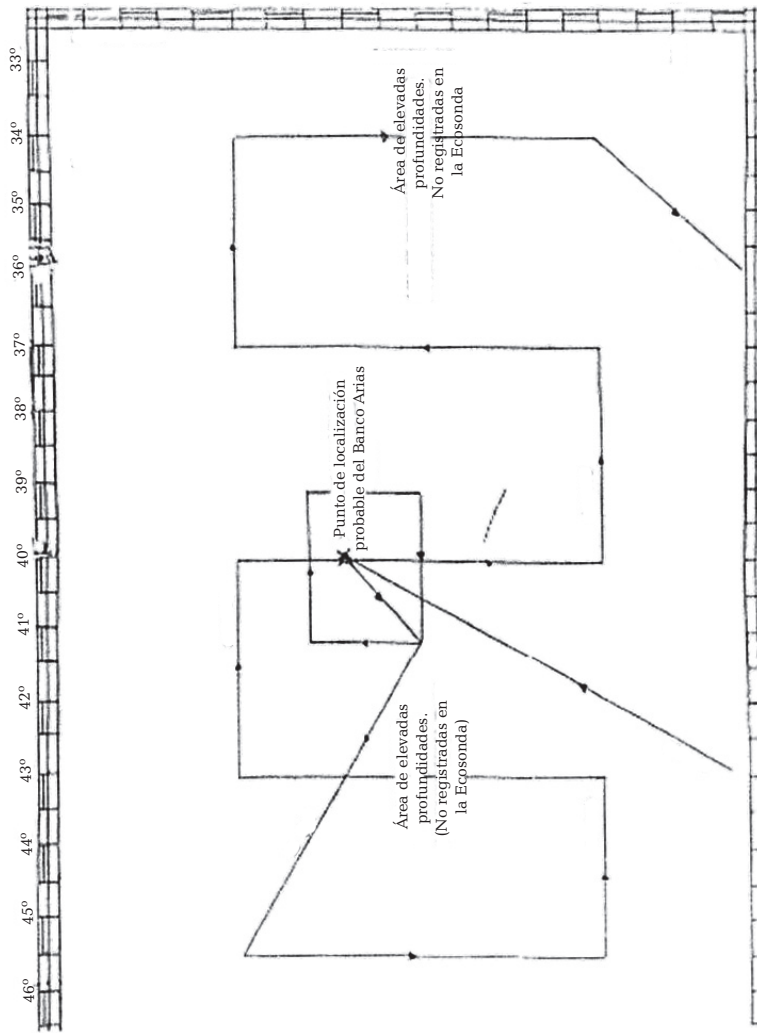 33°
34°
35°
36°
37°
38°
39°
40°
41°
42°
43°
44°
45°
46°
Área de elevadas
profundidades.
No registradas en
la Ecosonda
Punto de localización
probable del Banco Arias
Área de elevadas
profundidades.
(No registradas en
la Ecosonda)